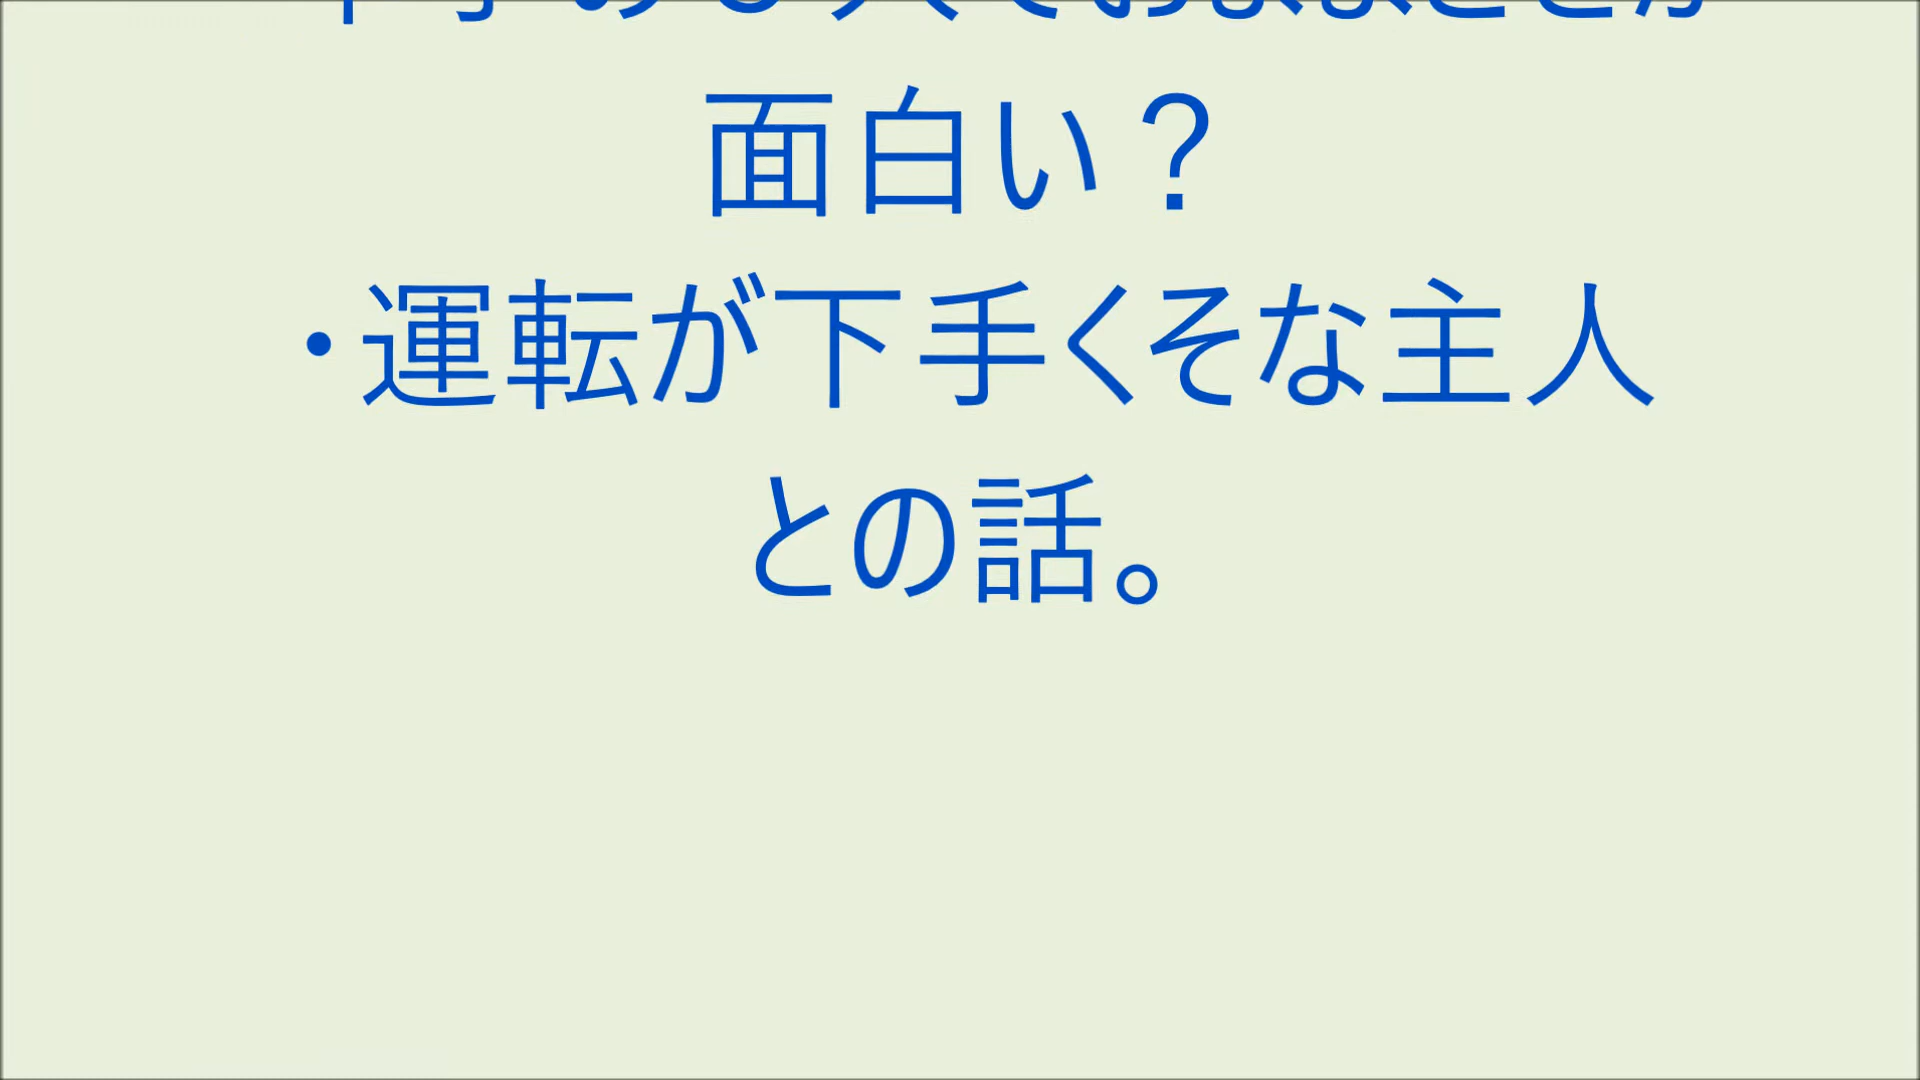 面白い？
・運転が下手くそな主人
との話。